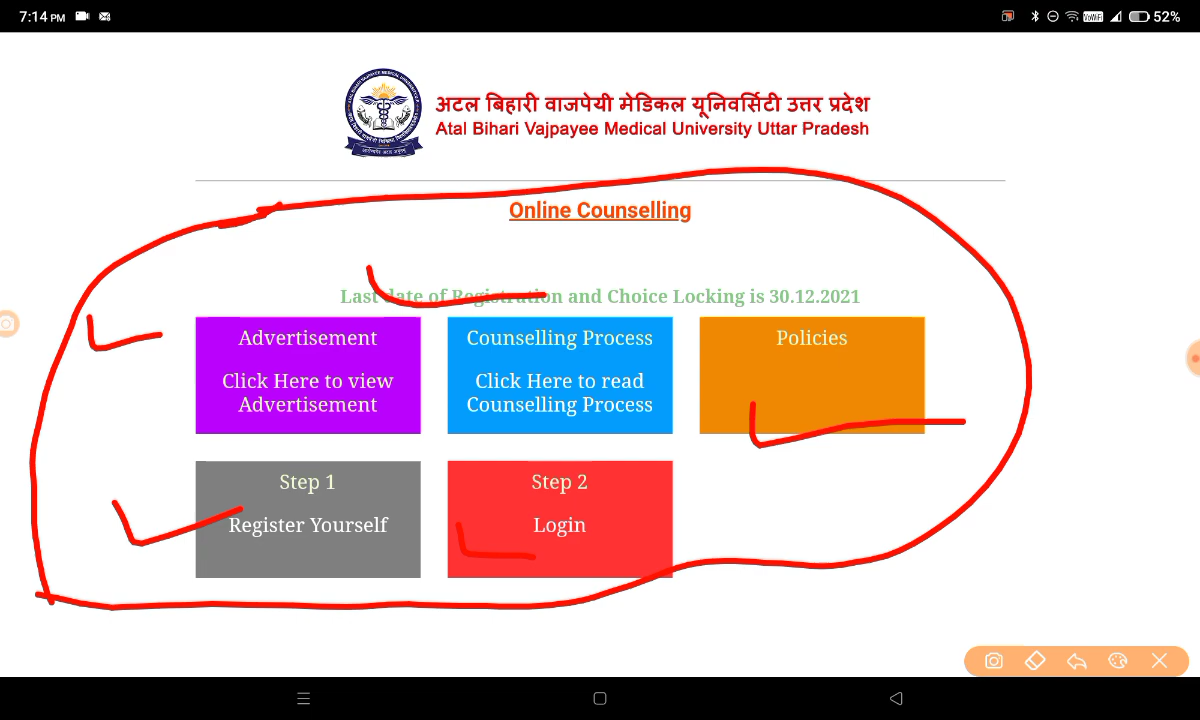 7:14 PM
VoWiFi
52%
अटल बिहारी वाजपेयी मेडिकल यूनिवर्सिटी उत्तर प्रदेश
Atal Bihari Vajpayee Medical University Uttar Pradesh
Online Counselling
Last date of Registration and Choice Locking is 30.12.2021
Advertisement
Click Here to view
Advertisement
Counselling Process
Click Here to read
Counselling Process
Policies
Step 1
Register Yourself
Step 2
Login